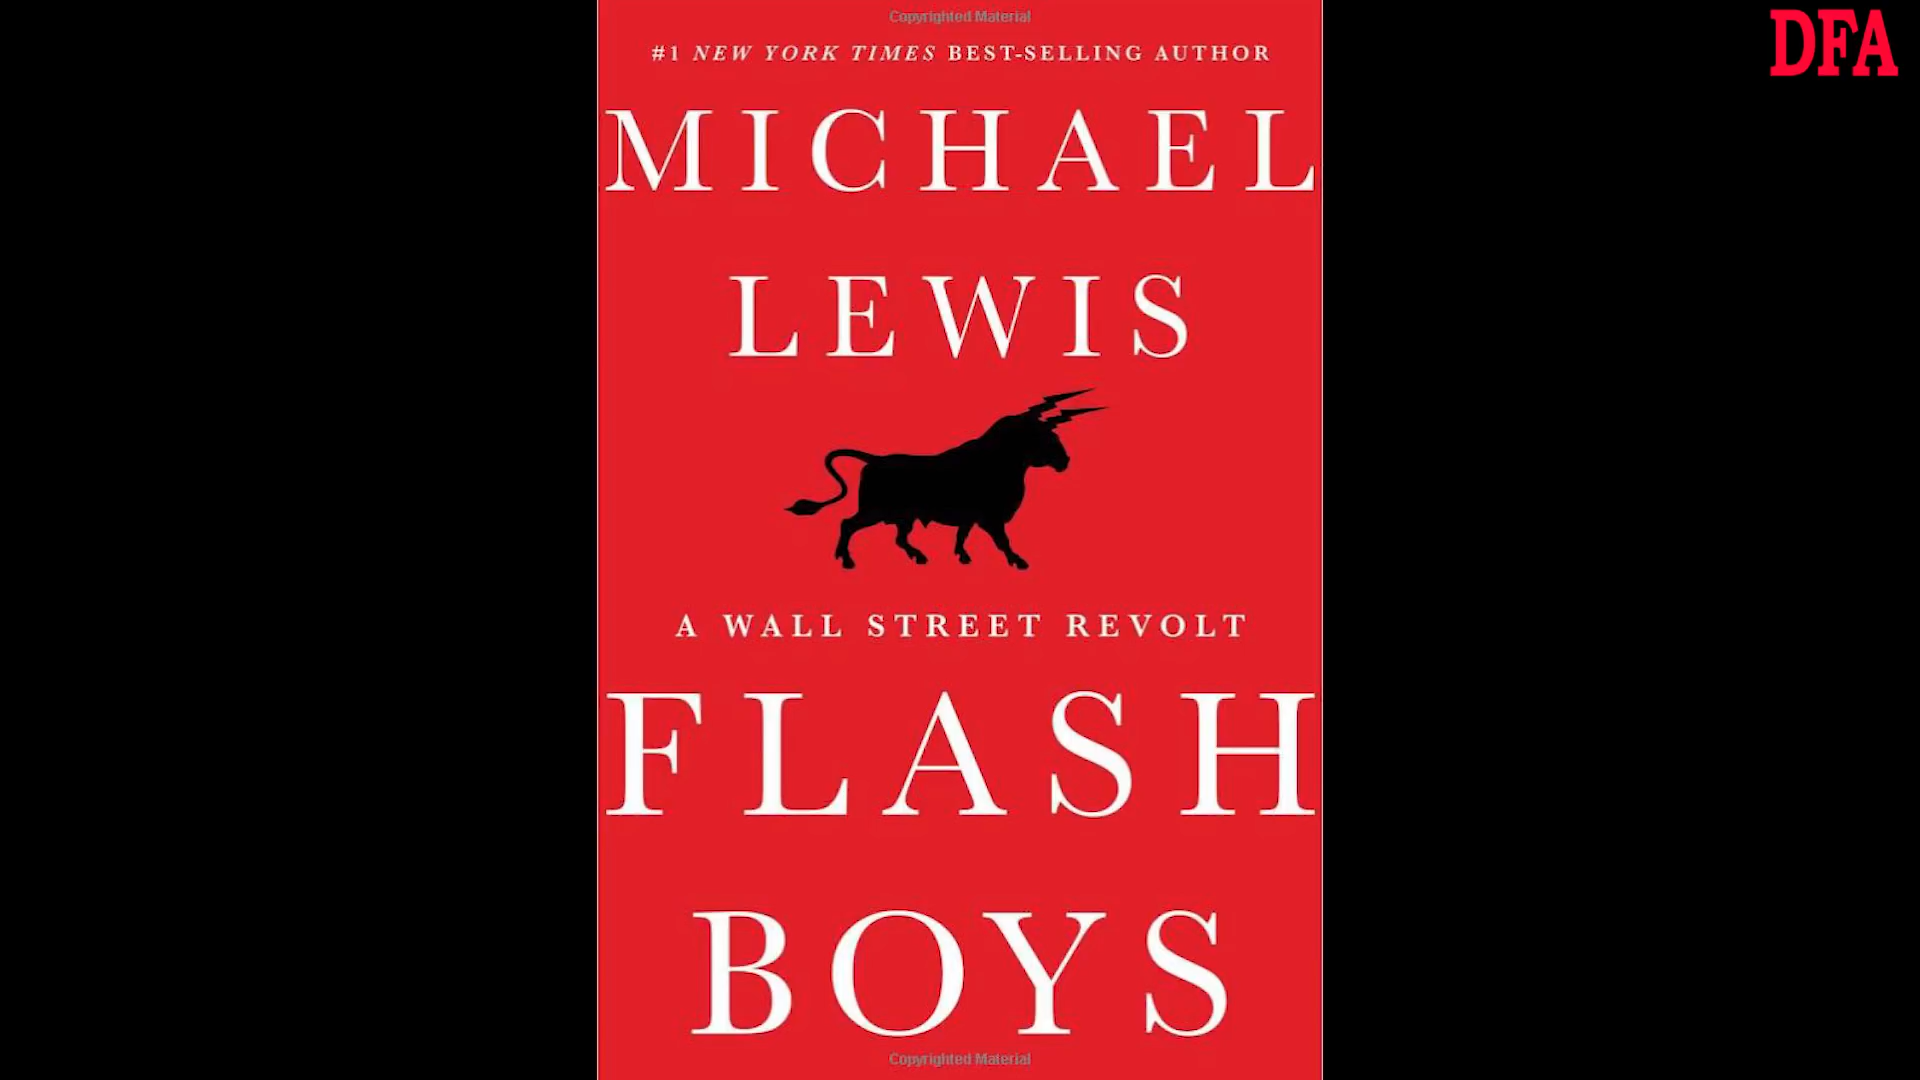 Copyrighted Material
DFA
#1 NEW YORK TIMES BEST-SELLING AUTHOR
MICHAEL
LEWIS
A WALL STREET REVOLT
FLASH
BOYS
Copyrighted Material